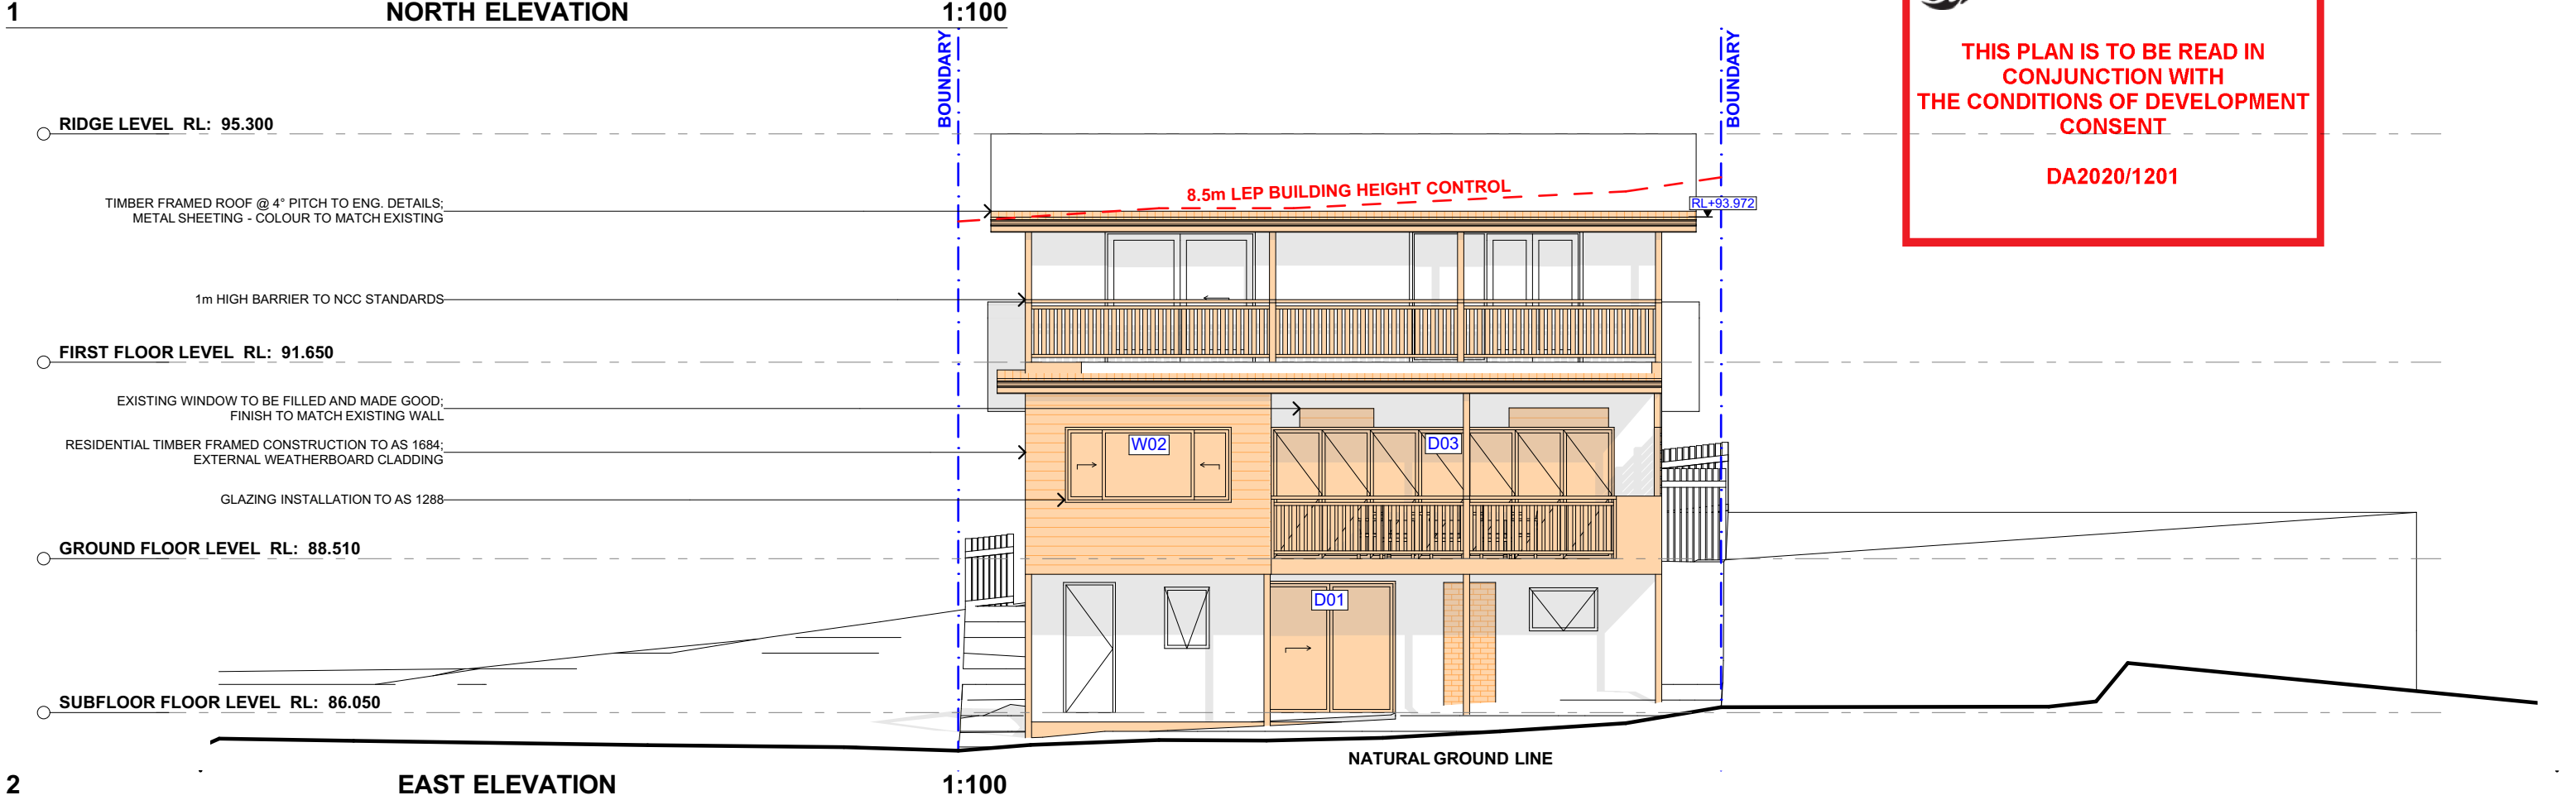 1 NORTH ELEVATION 1:100
BOUNDARY
BOUNDARY
THIS PLAN IS TO BE READ IN
CONJUNCTION WITH
THE CONDITIONS OF DEVELOPMENT
CONSENT
DA2020/1201
RIDGE LEVEL RL: 95.300
TIMBER FRAMED ROOF @ 4° PITCH TO ENG. DETAILS;
METAL SHEETING - COLOUR TO MATCH EXISTING
8.5m LEP BUILDING HEIGHT CONTROL
RL+93.972
1m HIGH BARRIER TO NCC STANDARDS
FIRST FLOOR LEVEL RL: 91.650
EXISTING WINDOW TO BE FILLED AND MADE GOOD;
FINISH TO MATCH EXISTING WALL
RESIDENTIAL TIMBER FRAMED CONSTRUCTION TO AS 1684;
EXTERNAL WEATHERBOARD CLADDING
W02
D03
GLAZING INSTALLATION TO AS 1288
GROUND FLOOR LEVEL RL: 88.510
D01
SUBFLOOR FLOOR LEVEL RL: 86.050
NATURAL GROUND LINE
2 EAST ELEVATION 1:100